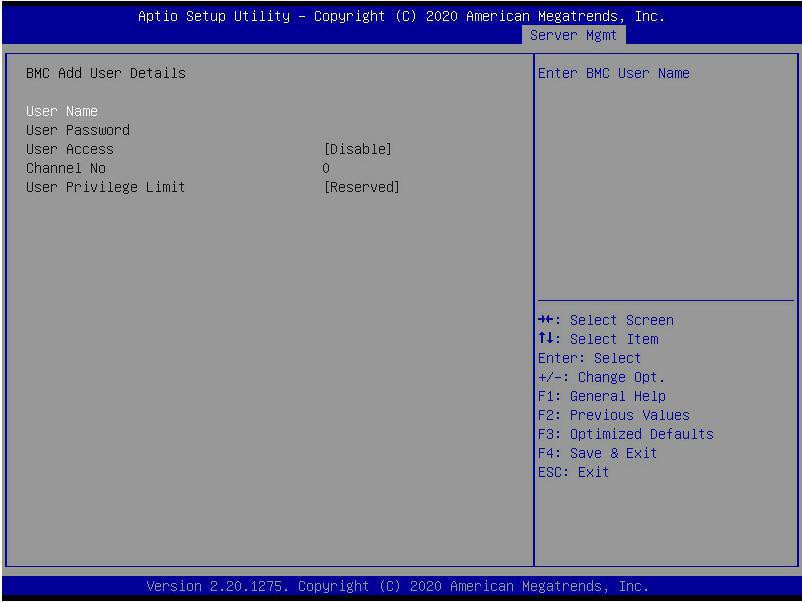 Aptio Setup Utility – Copyright (C) 2020 American Megatrends, Inc.
Server Mgmt
BMC Add User Details
User Name
User Password
User Access [Disable]
Channel No 0
User Privilege Limit [Reserved]
Enter BMC User Name
→←: Select Screen
↑↓: Select Item
Enter: Select
+/-: Change Opt.
F1: General Help
F2: Previous Values
F3: Optimized Defaults
F4: Save & Exit
ESC: Exit
Version 2.20.1275. Copyright (C) 2020 American Megatrends, Inc.